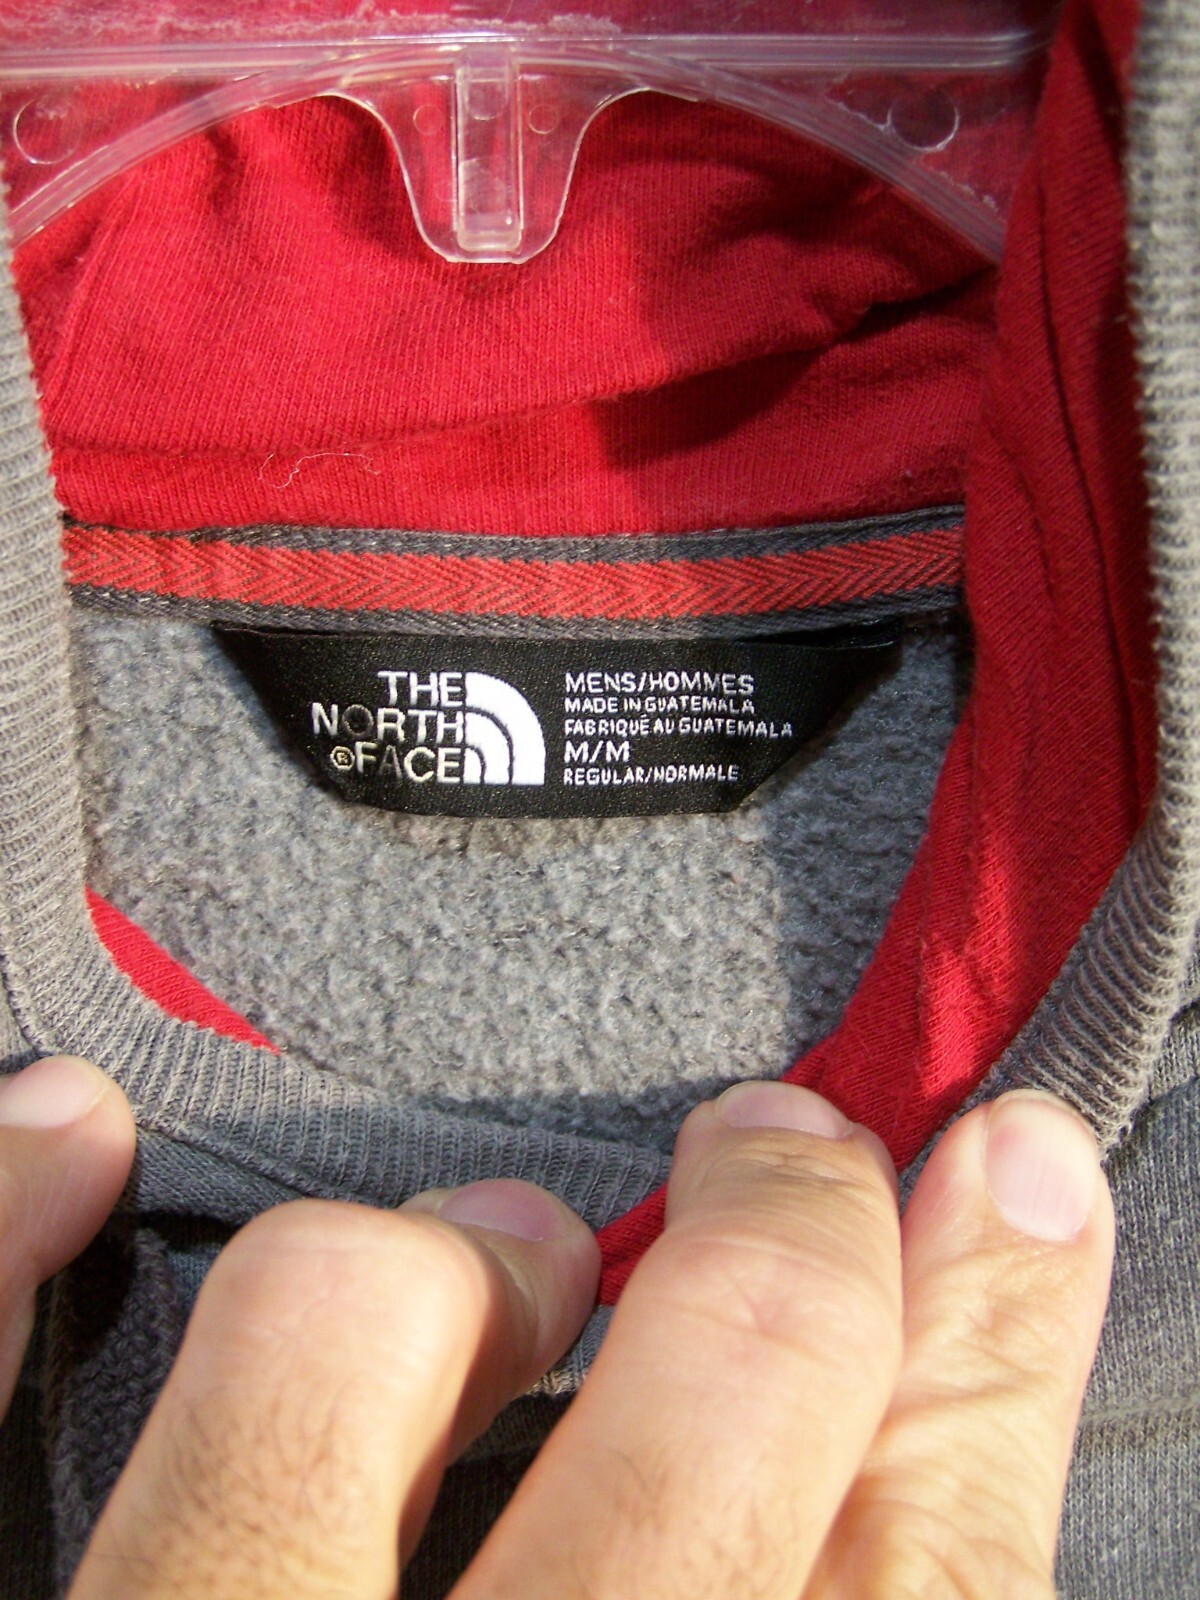 THE
NORTH
®FACE
MENS/HOMMES
MADE IN GUATEMALA
FABRIQUÉ AU GUATEMALA
M/M
REGULAR/NORMALE